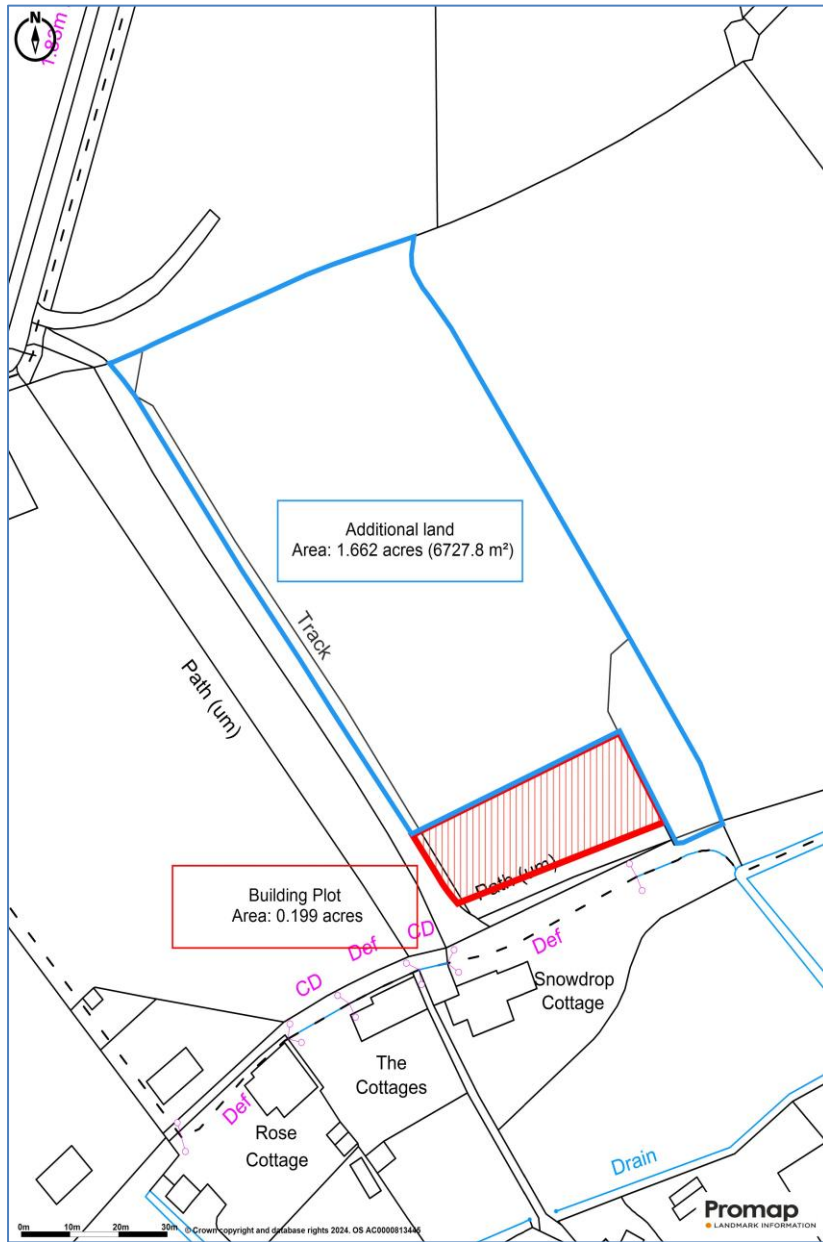 N
1.83m
Additional land
Area: 1.662 acres (6727.8 m²)
Track
Path (um)
Building Plot
Area: 0.199 acres
Path (um)
CD
Def
CD
Def
Snowdrop
Cottage
The
Cottages
Def
Rose
Cottage
Drain
0m 10m 20m 30m © Crown copyright and database rights 2024. OS AC0000813445
Promap
LANDMARK INFORMATION